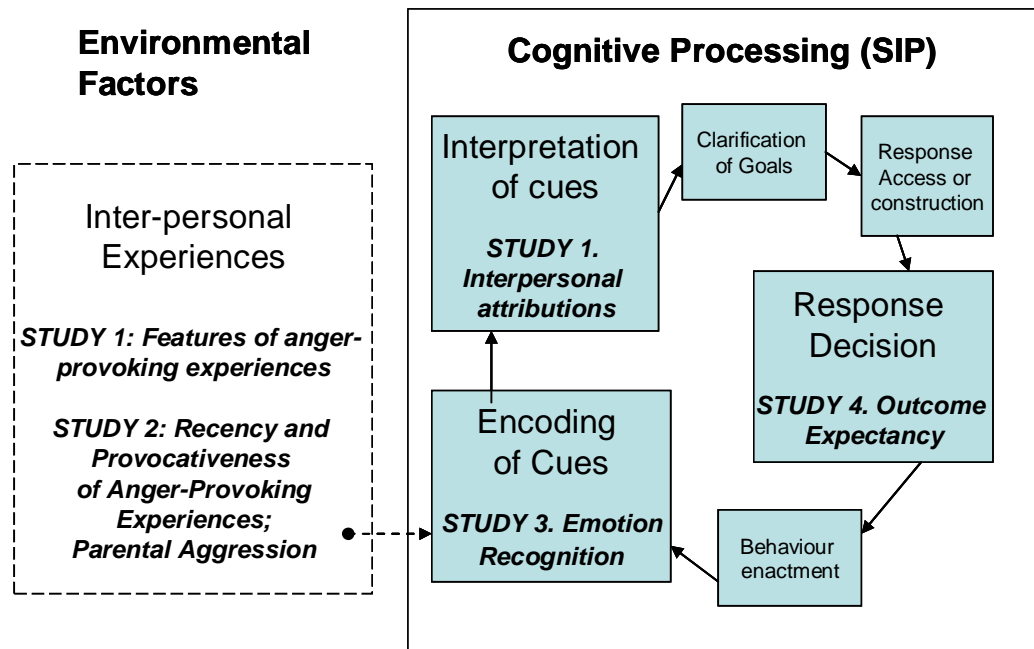 Environmental
Factors
Inter-personal
Experiences
STUDY 1: Features of anger-
provoking experiences
STUDY 2: Recency and
Provocativeness
of Anger-Provoking
Experiences;
Parental Aggression
Cognitive Processing (SIP)
Interpretation
of cues
STUDY 1.
Interpersonal
attributions
Clarification
of Goals
Response
Access or
construction
Response
Decision
STUDY 4. Outcome
Expectancy
Behaviour
enactment
Encoding
of Cues
STUDY 3. Emotion
Recognition